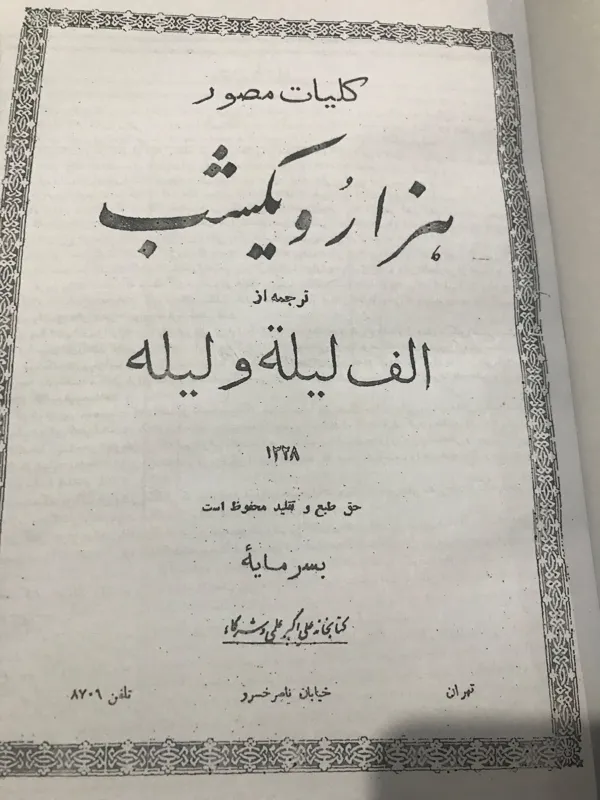 کلیات مصور
هزار و یکشب
ترجمه از
الف لیلة و لیله
۱۳۲۸
حق طبع و تقلید محفوظ است
بسرمایهٔ
کتابخانه علی اکبر علمی و شرکاء
تهران خیابان ناصر خسرو تلفن ۸۷۰۹